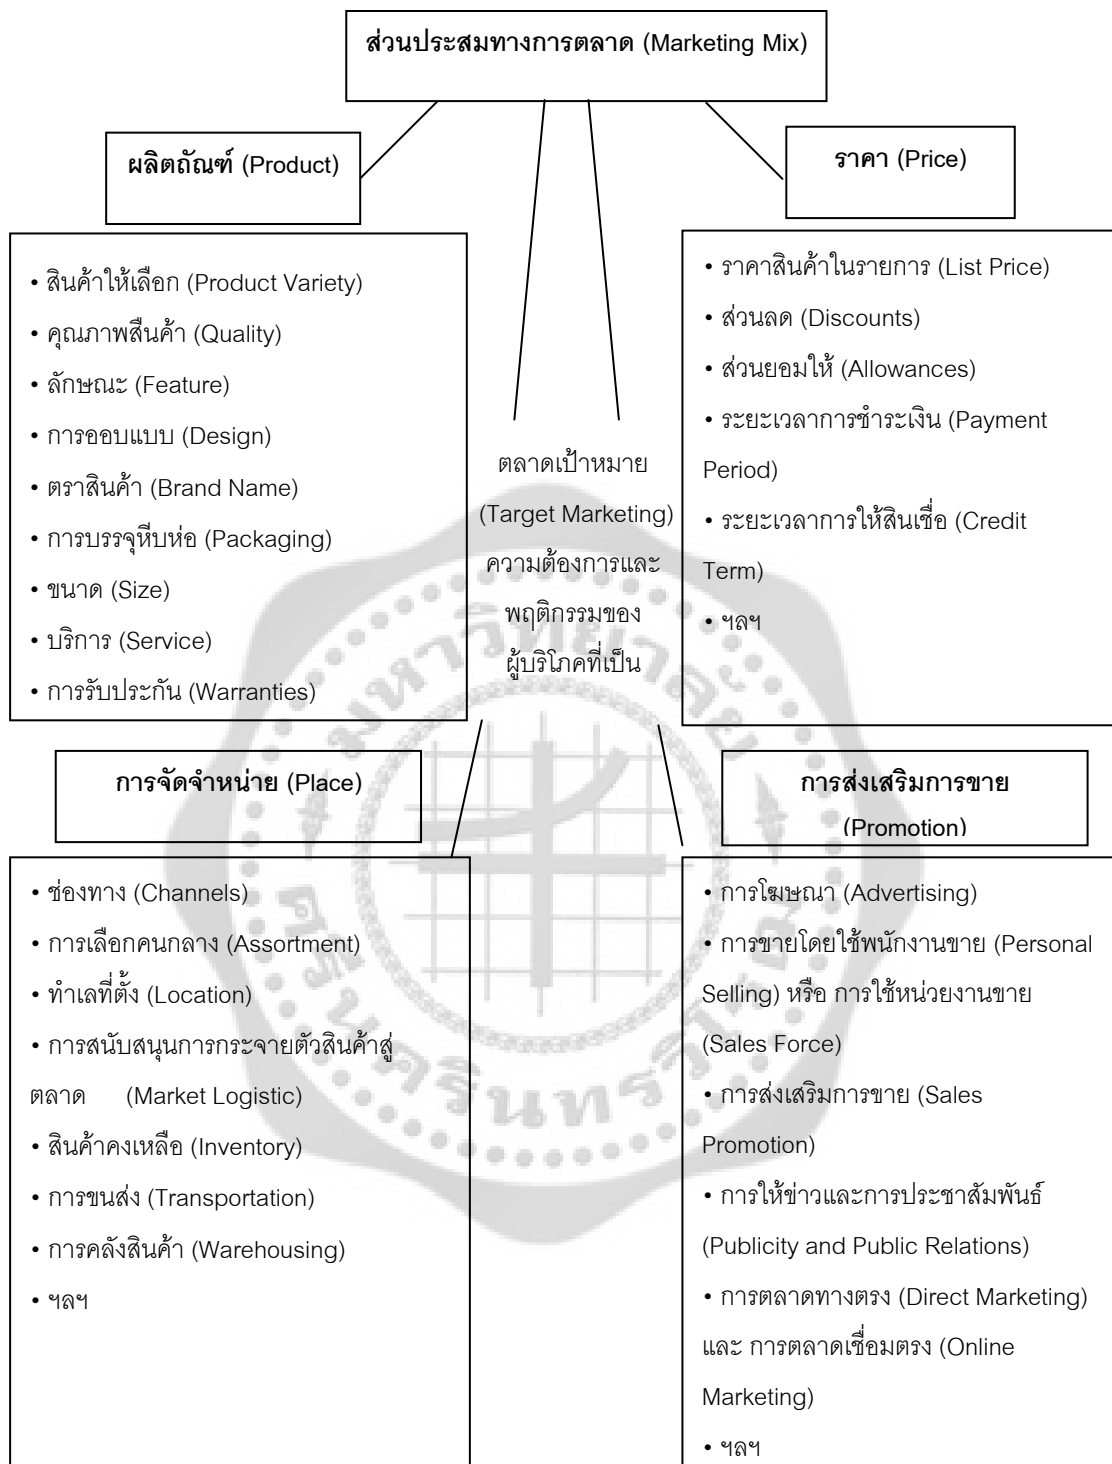 ส่วนประสมทางการตลาด (Marketing Mix)
ผลิตถัณฑ์ (Product)
ราคา (Price)
• สินค้าให้เลือก (Product Variety)
• คุณภาพสืนค้า (Quality)
• ลักษณะ (Feature)
• การออบแบบ (Design)
• ตราสินค้า (Brand Name)
• การบรรจุหีบห่อ (Packaging)
• ขนาด (Size)
• บริการ (Service)
• การรับประกัน (Warranties)
• ราคาสินค้าในรายการ (List Price)
• ส่วนลด (Discounts)
• ส่วนยอมให้ (Allowances)
• ระยะเวลาการชำระเงิน (Payment
Period)
• ระยะเวลาการให้สินเชื่อ (Credit
Term)
• ฯลฯ
ตลาดเป้าหมาย
(Target Marketing)
ความต้องการและ
พฤติกรรมของ
ผู้บริโภคที่เป็น
การจัดจำหน่าย (Place)
การส่งเสริมการขาย
(Promotion)
• ช่องทาง (Channels)
• การเลือกคนกลาง (Assortment)
• ทำเลที่ตั้ง (Location)
• การสนับสนุนการกระจายตัวสินค้าสู่
ตลาด (Market Logistic)
• สินค้าคงเหลือ (Inventory)
• การขนส่ง (Transportation)
• การคลังสินค้า (Warehousing)
• ฯลฯ
• การโฆษณา (Advertising)
• การขายโดยใช้พนักงานขาย (Personal
Selling) หรือ การใช้หน่วยงานขาย
(Sales Force)
• การส่งเสริมการขาย (Sales
Promotion)
• การให้ข่าวและการประชาสัมพันธ์
(Publicity and Public Relations)
• การตลาดทางตรง (Direct Marketing)
และ การตลาดเชื่อมตรง (Online
Marketing)
• ฯลฯ
มหาวิทยาลัย
ศรีนครินทรวิโรฒ